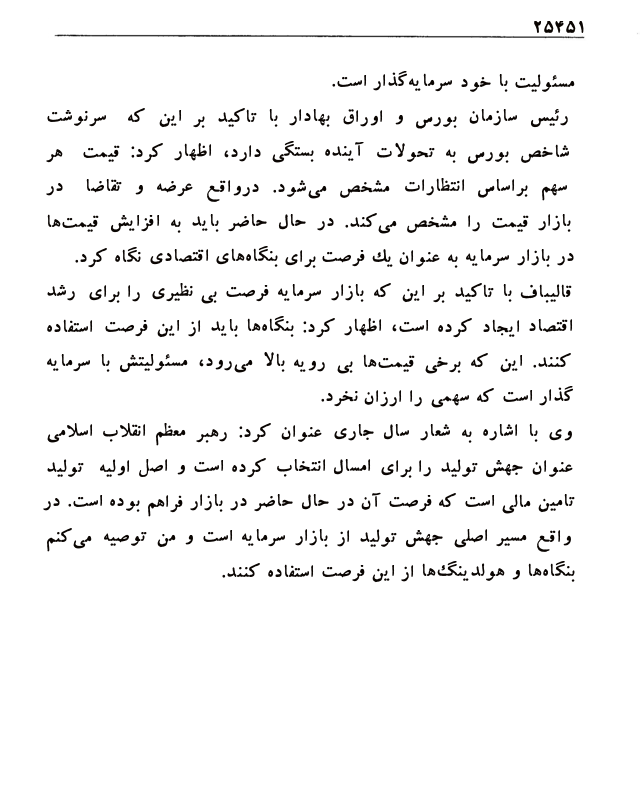 ۲۵۴۵۱
مسئولیت با خود سرمایه‌گذار است.
رئیس سازمان بورس و اوراق بهادار با تاکید بر این که سرنوشت
شاخص بورس به تحولات آینده بستگی دارد، اظهار کرد: قیمت هر
سهم براساس انتظارات مشخص می‌شود. درواقع عرضه و تقاضا در
بازار قیمت را مشخص می‌کند. در حال حاضر باید به افزایش قیمت‌ها
در بازار سرمایه به عنوان یك فرصت برای بنگاه‌های اقتصادی نگاه کرد.
قالیباف با تاکید بر این که بازار سرمایه فرصت بی نظیری را برای رشد
اقتصاد ایجاد کرده است، اظهار کرد: بنگاه‌ها باید از این فرصت استفاده
کنند. این که برخی قیمت‌ها بی رویه بالا می‌رود، مسئولیتش با سرمایه
گذار است که سهمی را ارزان نخرد.
وی با اشاره به شعار سال جاری عنوان کرد: رهبر معظم انقلاب اسلامی
عنوان جهش تولید را برای امسال انتخاب کرده است و اصل اولیه تولید
تامین مالی است که فرصت آن در حال حاضر در بازار فراهم بوده است. در
واقع مسیر اصلی جهش تولید از بازار سرمایه است و من توصیه می‌کنم
بنگاه‌ها و هولدینگ‌ها از این فرصت استفاده کنند.